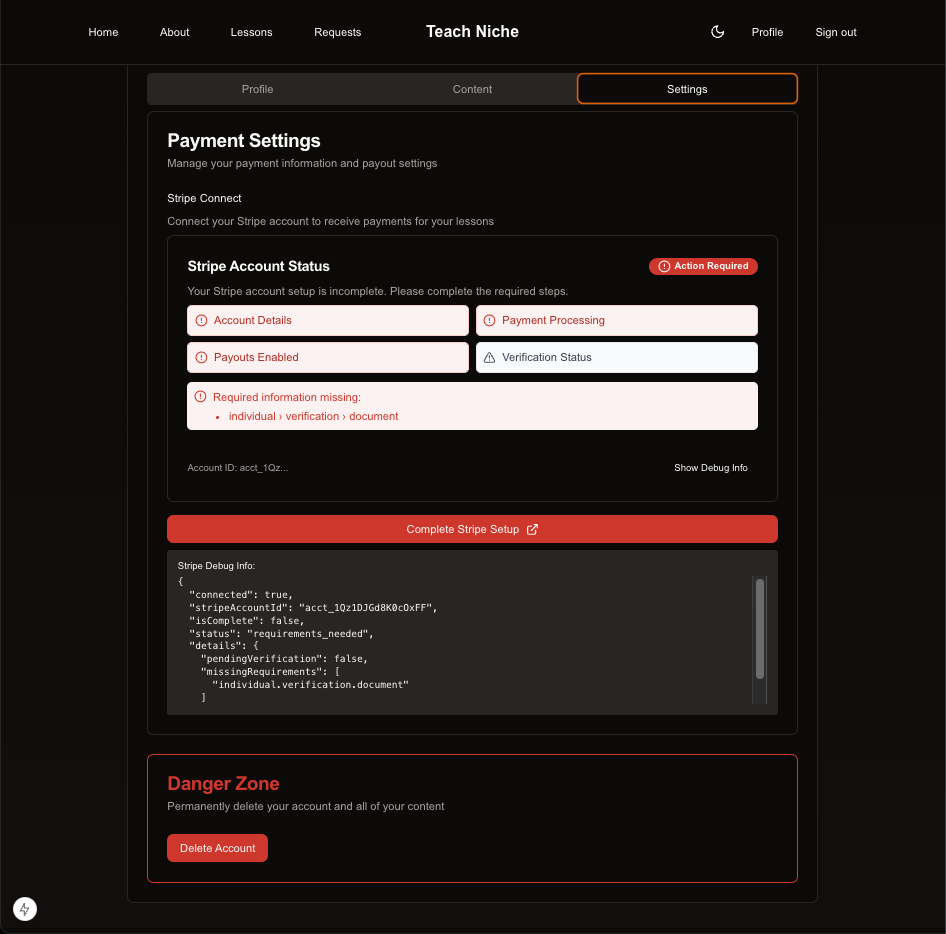 Home About Lessons Requests Teach Niche Profile Sign out
Profile Content Settings
Payment Settings
Manage your payment information and payout settings
Stripe Connect
Connect your Stripe account to receive payments for your lessons
Stripe Account Status Action Required
Your Stripe account setup is incomplete. Please complete the required steps.
Account Details Payment Processing
Payouts Enabled Verification Status
Required information missing:
• individual › verification › document
Account ID: acct_1Qz... Show Debug Info
Complete Stripe Setup
Stripe Debug Info:
{
"connected": true,
"stripeAccountId": "acct_1Qz1DJGd8K0cOxFF",
"isComplete": false,
"status": "requirements_needed",
"details": {
"pendingVerification": false,
"missingRequirements": [
"individual.verification.document"
]
Danger Zone
Permanently delete your account and all of your content
Delete Account